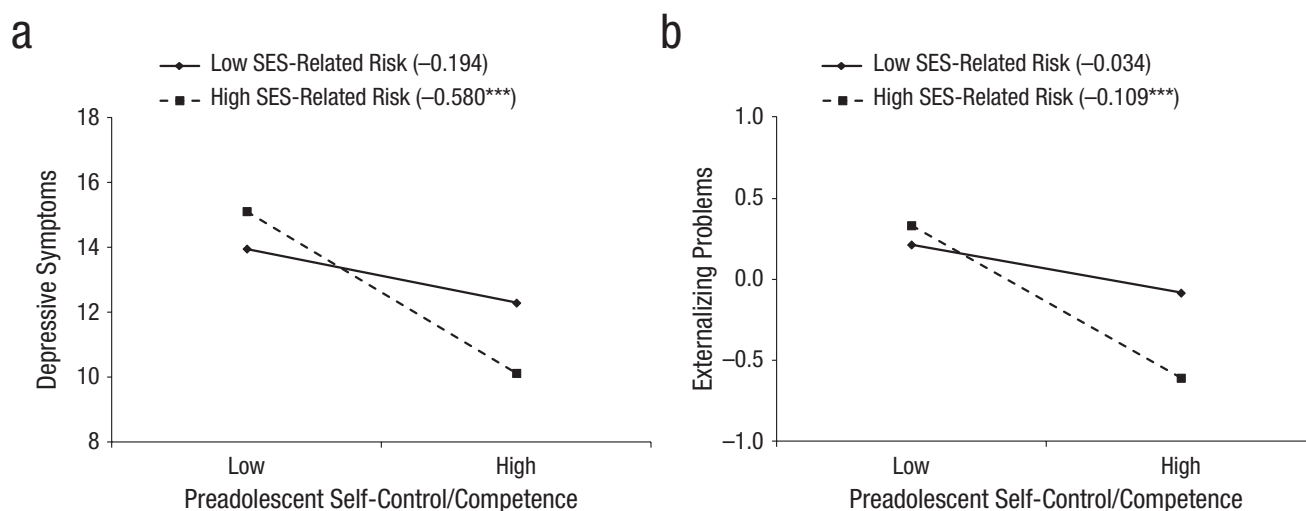 a
Low SES-Related Risk (–0.194)
High SES-Related Risk (–0.580***)
18
16
14
12
10
8
Depressive Symptoms
Low
High
Preadolescent Self-Control/Competence
b
Low SES-Related Risk (–0.034)
High SES-Related Risk (–0.109***)
1.0
0.5
0.0
–0.5
–1.0
Externalizing Problems
Low
High
Preadolescent Self-Control/Competence